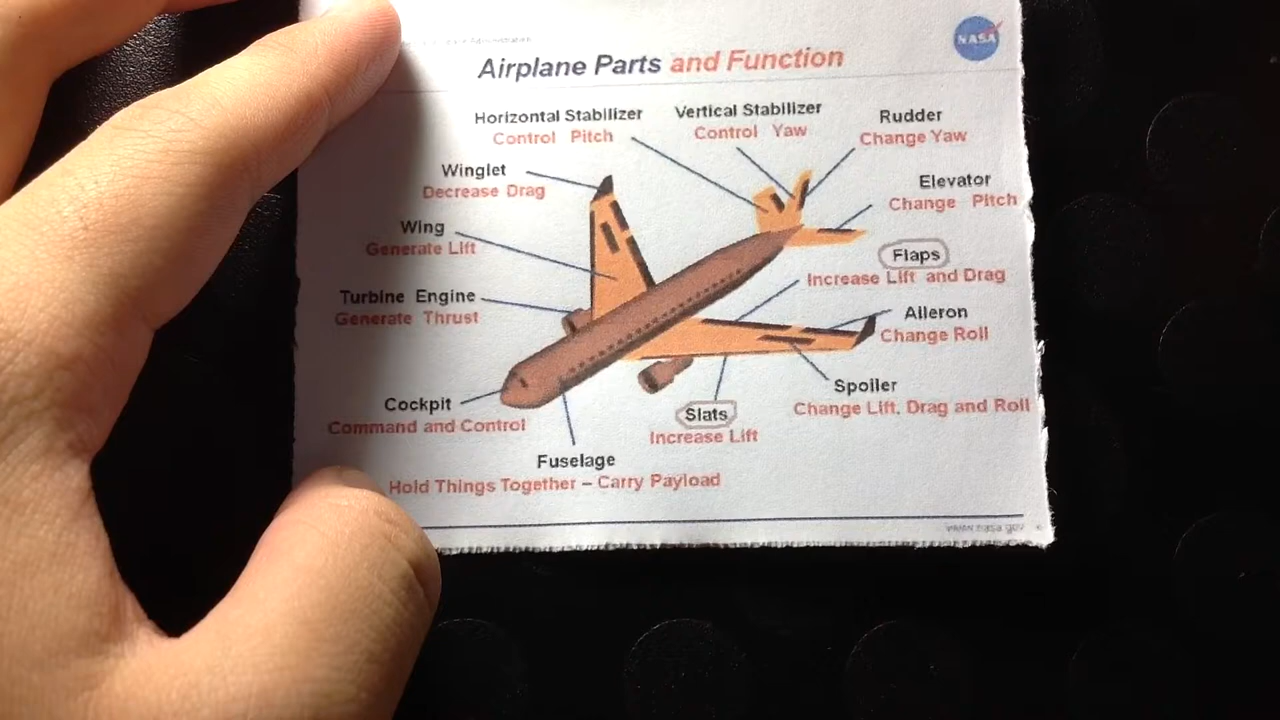 NASA
Airplane Parts and Function
Horizontal Stabilizer
Control Pitch
Vertical Stabilizer
Control Yaw
Rudder
Change Yaw
Winglet
Decrease Drag
Elevator
Change Pitch
Wing
Generate Lift
Flaps
Increase Lift and Drag
Turbine Engine
Generate Thrust
Aileron
Change Roll
Cockpit
Command and Control
Slats
Increase Lift
Spoiler
Change Lift, Drag and Roll
Fuselage
Hold Things Together – Carry Payload
www.nasa.gov